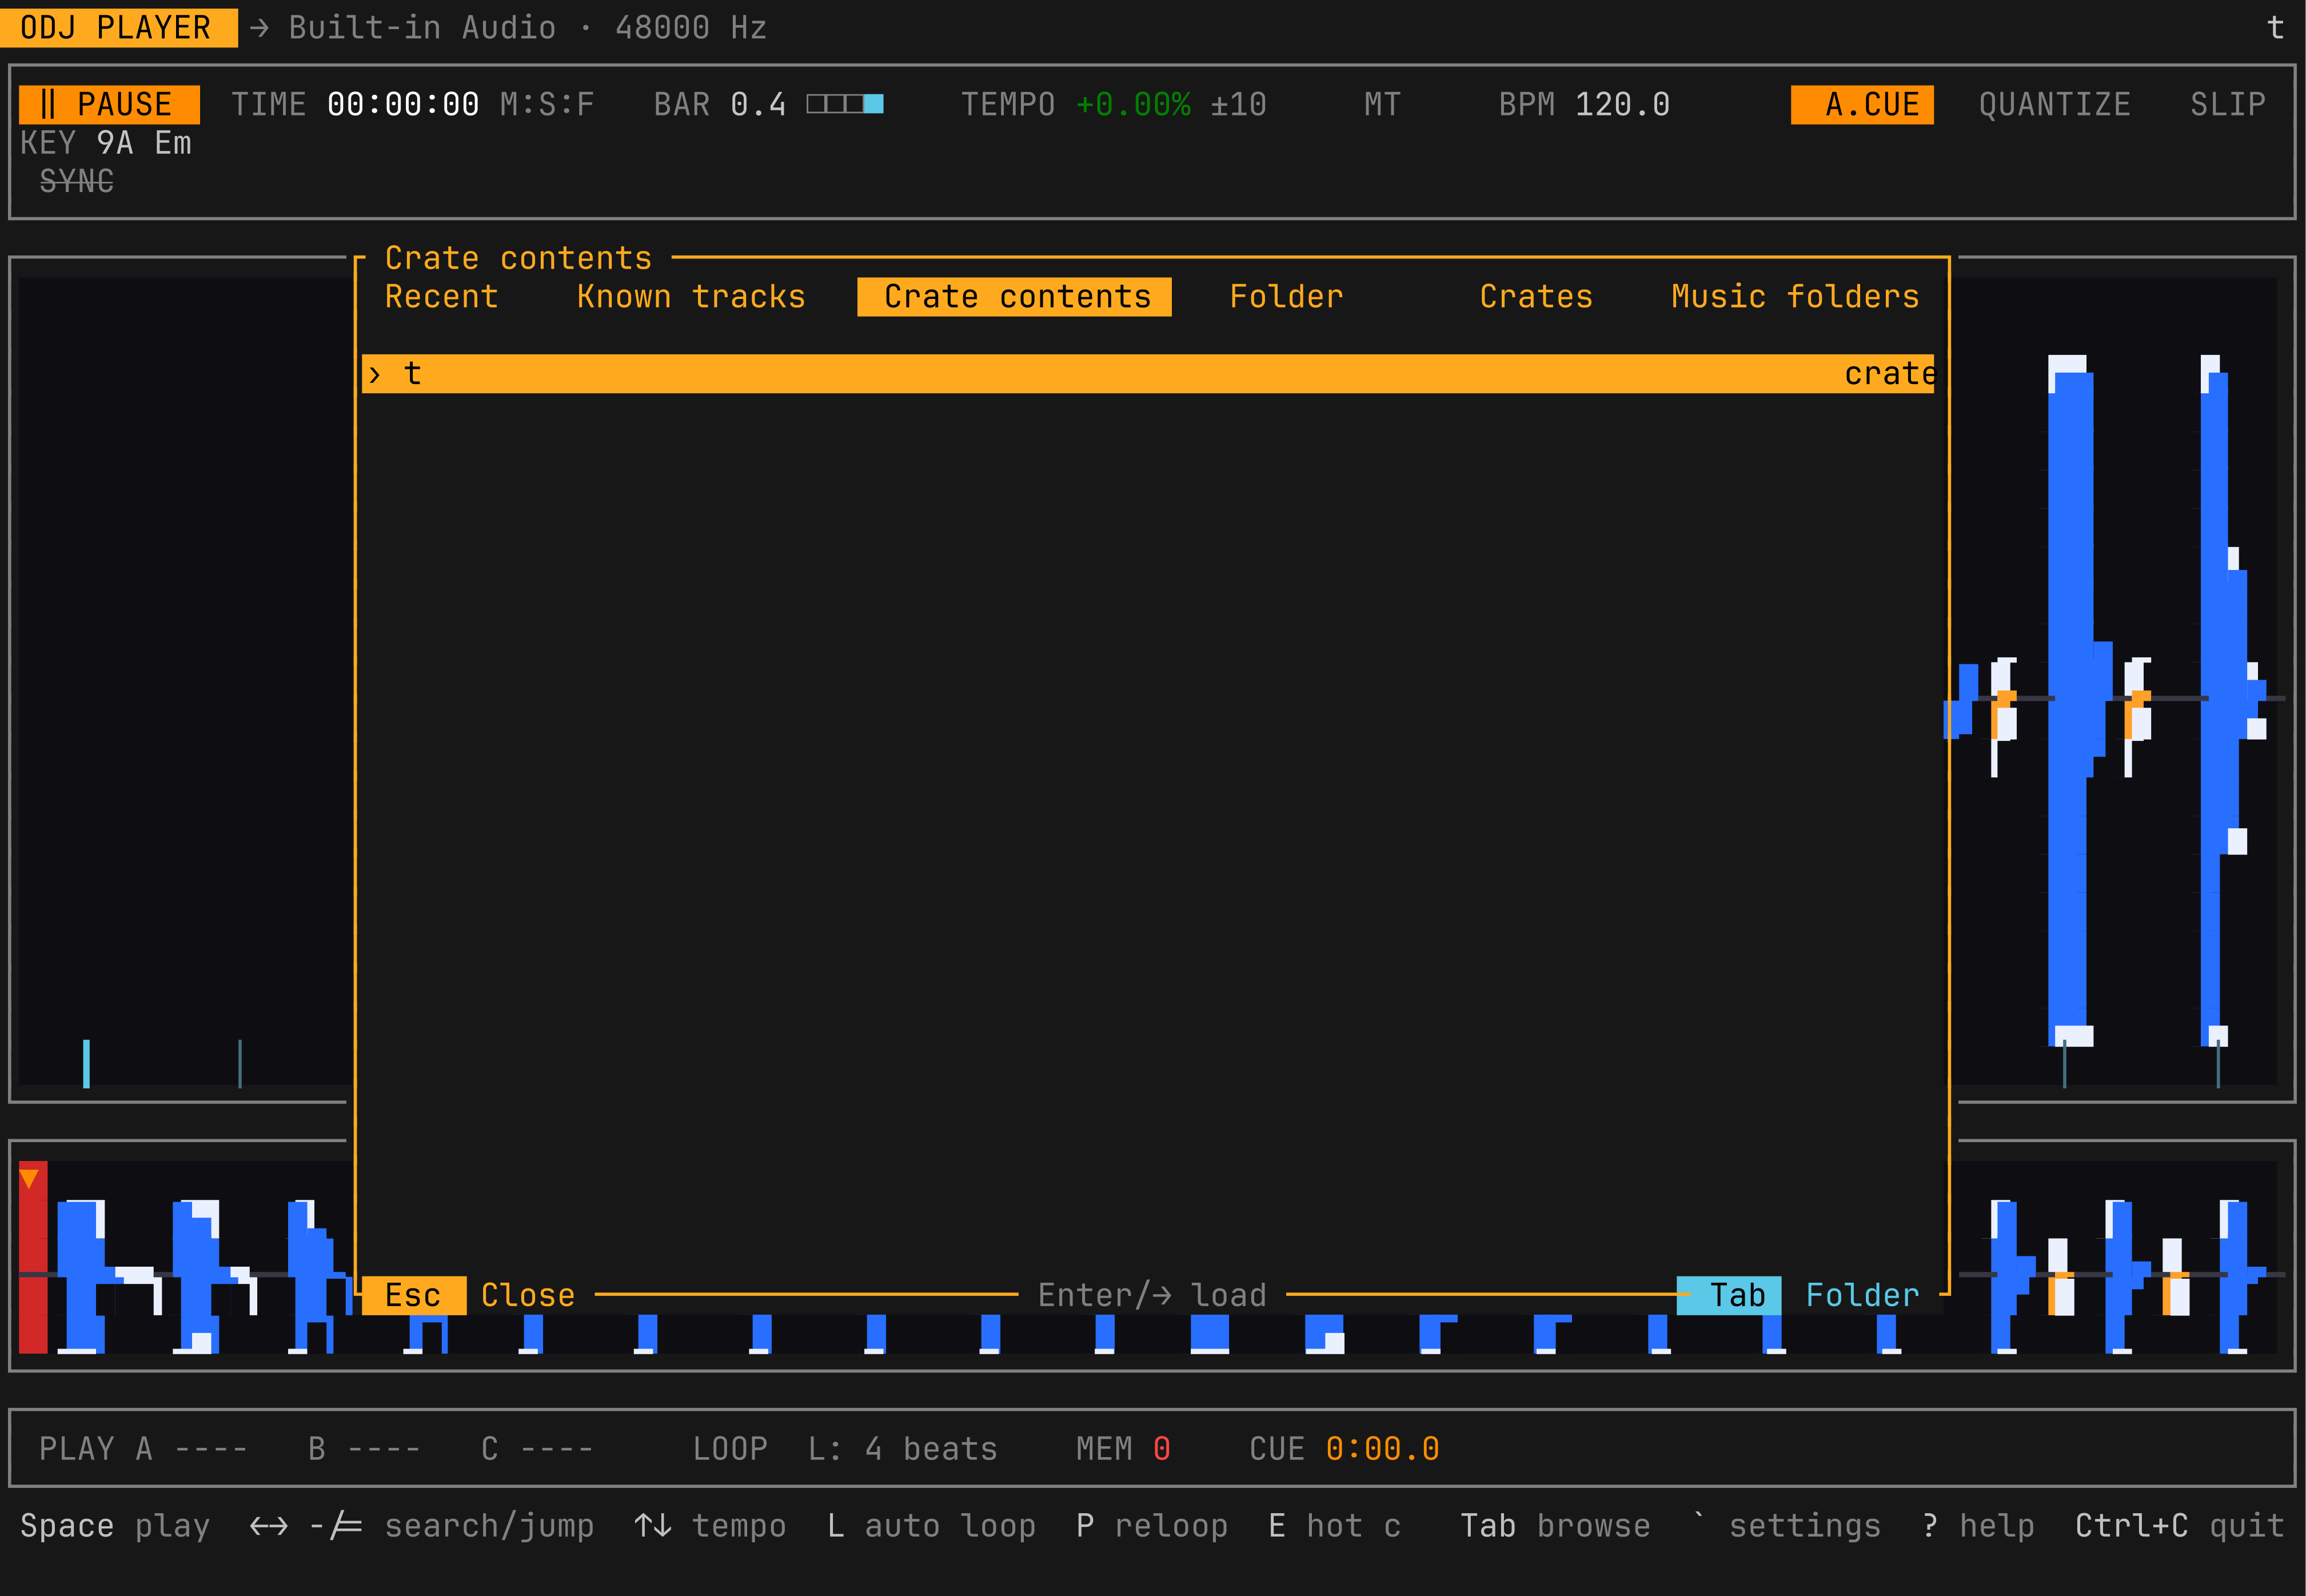 ODJ PLAYER → Built-in Audio · 48000 Hz t
‖ PAUSE TIME 00:00:00 M:S:F BAR 0.4 TEMPO +0.00% ±10 MT BPM 120.0 A.CUE QUANTIZE SLIP
KEY 9A Em
SYNC
Crate contents
Recent Known tracks Crate contents Folder Crates Music folders
› t crate
Esc Close Enter/→ load Tab Folder
PLAY A ---- B ---- C ---- LOOP L: 4 beats MEM 0 CUE 0:00.0
Space play ←→ -/= search/jump ↑↓ tempo L auto loop P reloop E hot c Tab browse ` settings ? help Ctrl+C quit